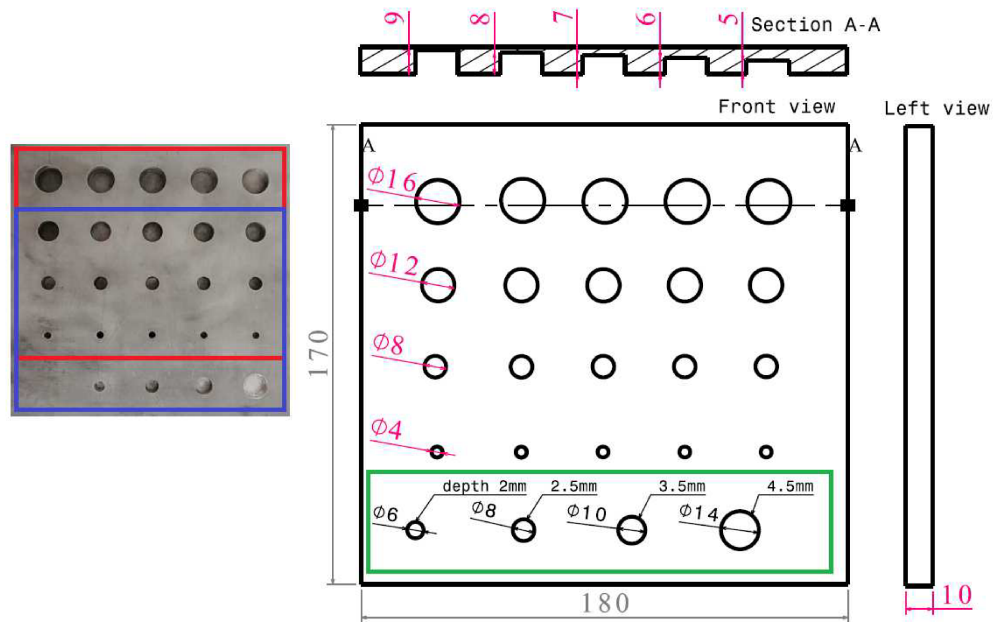 9 8 7 6 5 Section A-A
Front view Left view
A A
Φ16
Φ12
Φ8
Φ4
170
depth 2mm 2.5mm 3.5mm 4.5mm
Φ6 Φ8 Φ10 Φ14
180
10